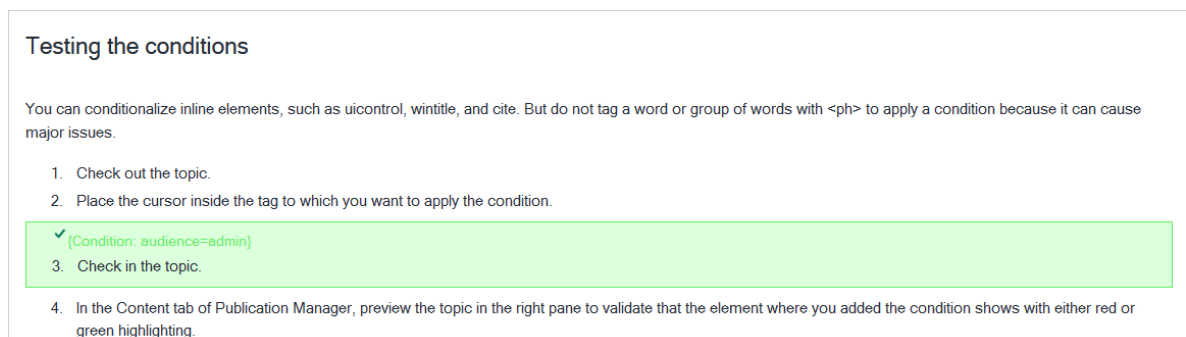 Testing the conditions
You can conditionalize inline elements, such as uicontrol, wintitle, and cite. But do not tag a word or group of words with <ph> to apply a condition because it can cause
major issues.
1. Check out the topic.
2. Place the cursor inside the tag to which you want to apply the condition.
{Condition: audience=admin}
3. Check in the topic.
4. In the Content tab of Publication Manager, preview the topic in the right pane to validate that the element where you added the condition shows with either red or
green highlighting.